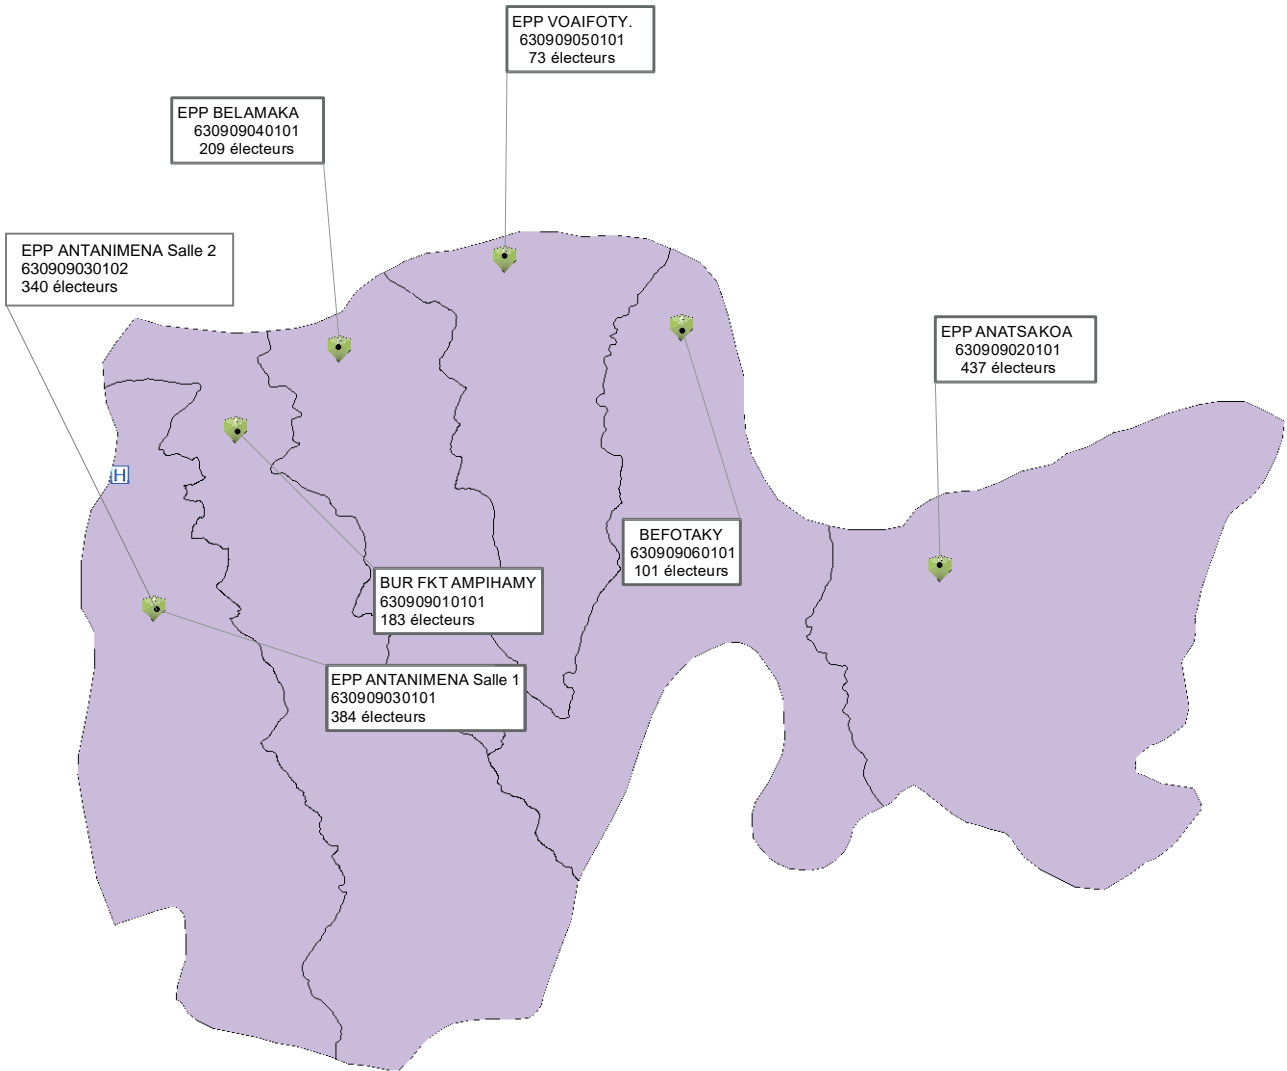 EPP VOAIFOTY.
630909050101
73 électeurs
EPP BELAMAKA
630909040101
209 électeurs
EPP ANTANIMENA Salle 2
630909030102
340 électeurs
EPP ANATSAKOA
630909020101
437 électeurs
H
BEFOTAKY
630909060101
101 électeurs
BUR FKT AMPIHAMY
630909010101
183 électeurs
EPP ANTANIMENA Salle 1
630909030101
384 électeurs